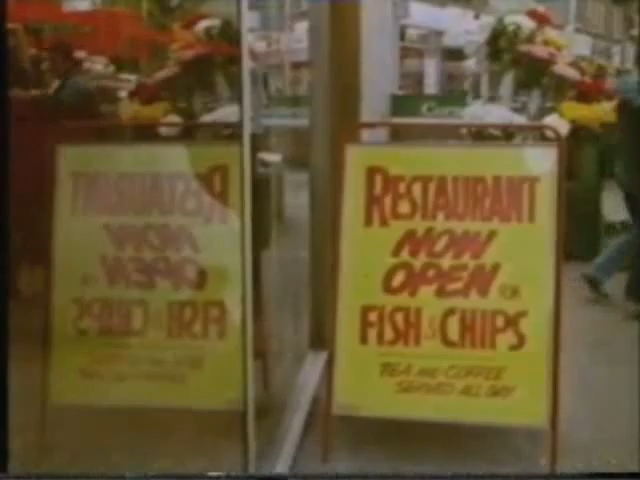 RESTAURANT
NOW
OPEN FOR
FISH & CHIPS
TEA AND COFFEE
SERVED ALL DAY